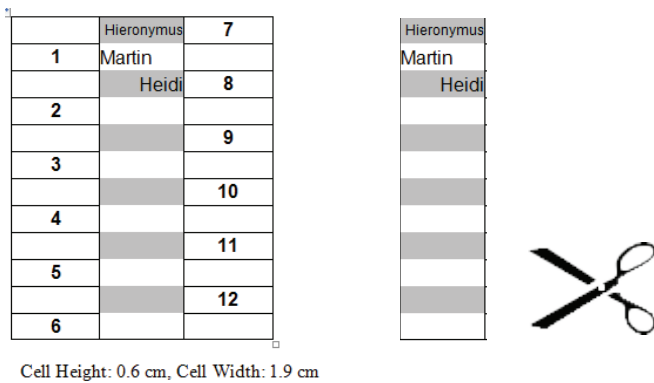 Hieronymus 7
1 Martin
Heidi 8
2
9
3
10
4
11
5
12
6
Hieronymus
Martin
Heidi
Cell Height: 0.6 cm, Cell Width: 1.9 cm